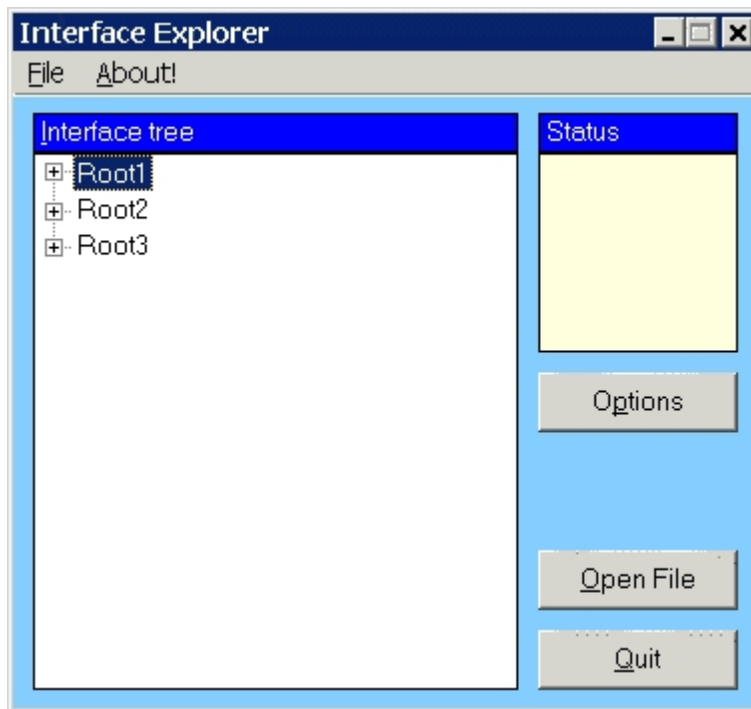 Interface Explorer
File About!
Interface tree
Root1
Root2
Root3
Status
Options
Open File
Quit